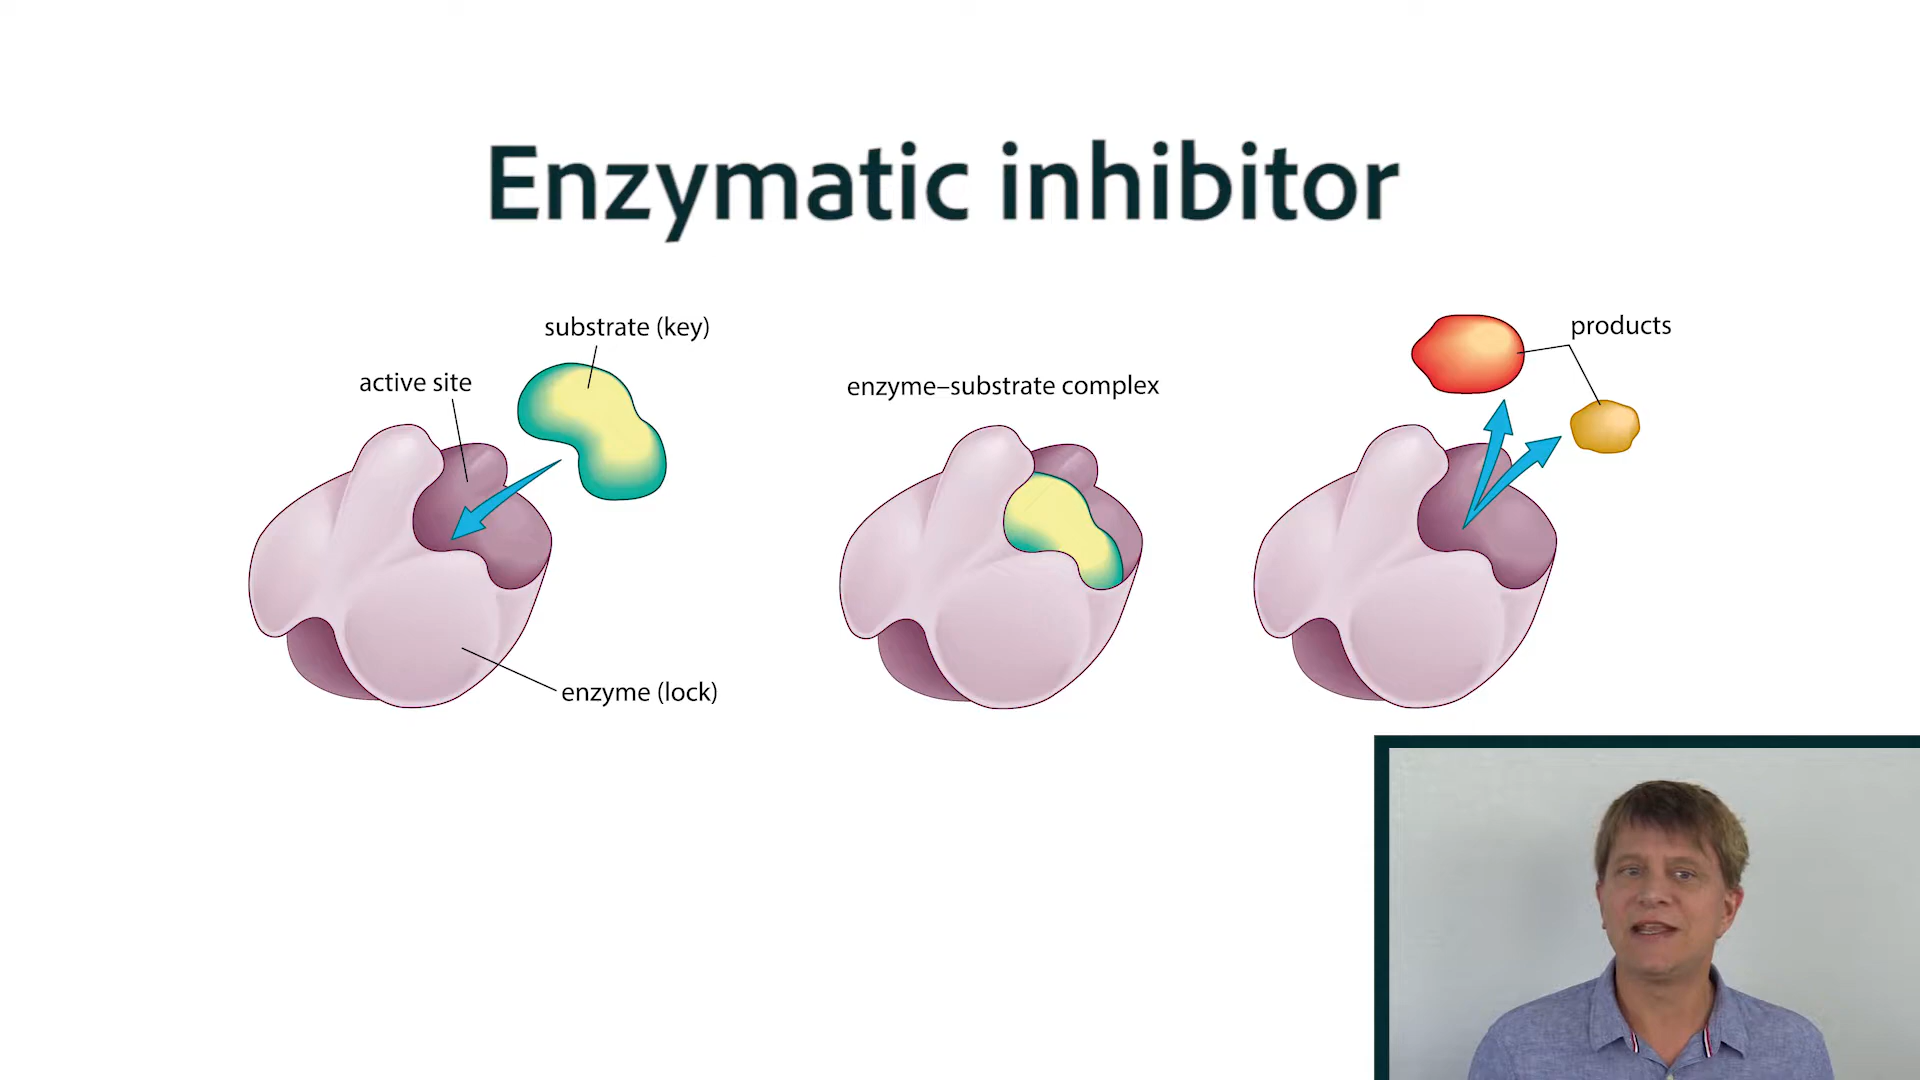 Enzymatic inhibitor
substrate (key)
active site
enzyme (lock)
enzyme–substrate complex
products